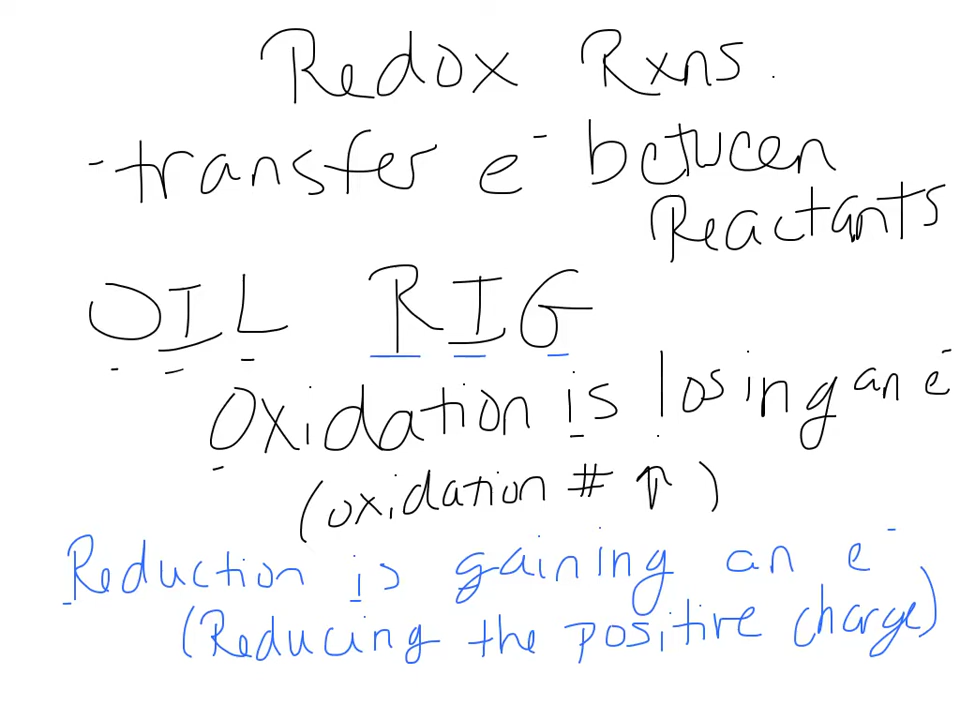 Redox Rxns.
-transfer e⁻ between
Reactants
OIL RIG
Oxidation is losing an e⁻
(oxidation # ↑)
Reduction is gaining an e⁻
(Reducing the positive charge)